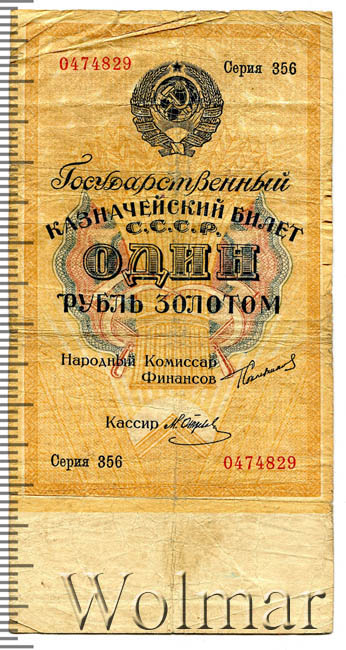 0474829 Серия 356
Государственный
КАЗНАЧЕЙСКИЙ БИЛЕТ
С.С.С.Р.
ОДИН
РУБЛЬ ЗОЛОТОМ
Народный Комиссар
Финансов
Кассир
Серия 356 0474829
Wolmar